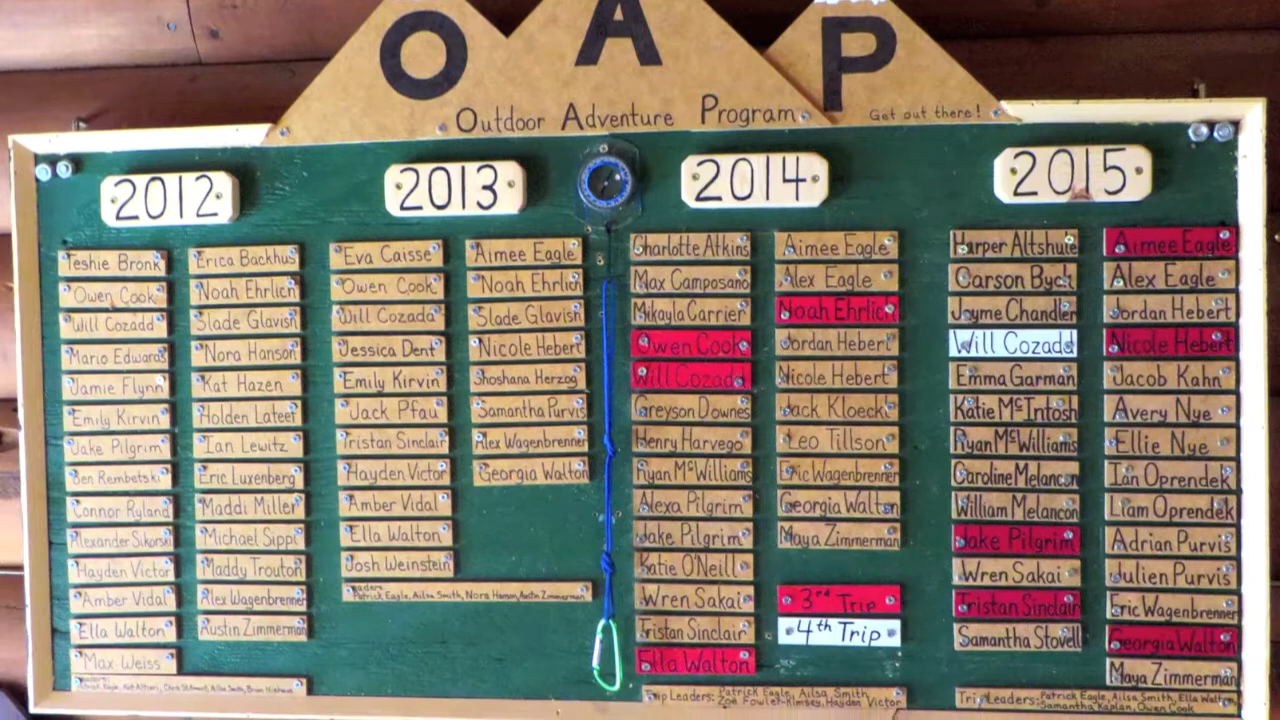 O A P
Outdoor Adventure Program
Get out there!
2012
Teshie Bronk
Owen Cook
Will Cozadd
Mario Edwards
Jamie Flynn
Emily Kirvin
Jake Pilgrim
Ben Rembetski
Connor Ryland
Alexander Sikorski
Hayden Victor
Amber Vidal
Ella Walton
Max Weiss
Erica Backhus
Noah Ehrlich
Slade Glavish
Nora Hanson
Kat Hazen
Holden Lateer
Ian Lewitz
Eric Luxenberg
Maddi Miller
Michael Sippl
Maddy Trouton
Alex Wagenbrenner
Austin Zimmerman
2013
Eva Caisse
Owen Cook
Will Cozadd
Jessica Dent
Emily Kirvin
Jack Pfau
Tristan Sinclair
Hayden Victor
Amber Vidal
Ella Walton
Josh Weinstein
Aimee Eagle
Noah Ehrlich
Slade Glavish
Nicole Hebert
Shoshana Herzog
Samantha Purvis
Alex Wagenbrenner
Georgia Walton
Leaders:
Patrick Eagle, Ailsa Smith, Nora Hanson, Austin Zimmerman
2014
Charlotte Atkins
Max Camposano
Mikayla Carrier
Owen Cook
Will Cozadd
Greyson Downes
Henry Harvego
Ryan McWilliams
Alexa Pilgrim
Jake Pilgrim
Katie O'Neill
Wren Sakai
Tristan Sinclair
Ella Walton
Aimee Eagle
Alex Eagle
Noah Ehrlich
Jordan Hebert
Nicole Hebert
Jack Kloeckl
Leo Tillson
Eric Wagenbrenner
Georgia Walton
Maya Zimmerman
3rd Trip
4th Trip
Trip Leaders: Patrick Eagle, Ailsa Smith,
Zoe Fowler-Kimsey, Hayden Victor
2015
Harper Altshule
Carson Byck
Jayme Chandler
Will Cozadd
Emma Garman
Katie McIntosh
Ryan McWilliams
Caroline Melancon
William Melancon
Jake Pilgrim
Wren Sakai
Tristan Sinclair
Samantha Stovell
Aimee Eagle
Alex Eagle
Jordan Hebert
Nicole Hebert
Jacob Kahn
Avery Nye
Ellie Nye
Ian Oprendek
Liam Oprendek
Adrian Purvis
Julien Purvis
Eric Wagenbrenner
Georgia Walton
Maya Zimmerman
Trip Leaders: Patrick Eagle, Ailsa Smith, Ella Walton,
Samantha Kaplan, Owen Cook